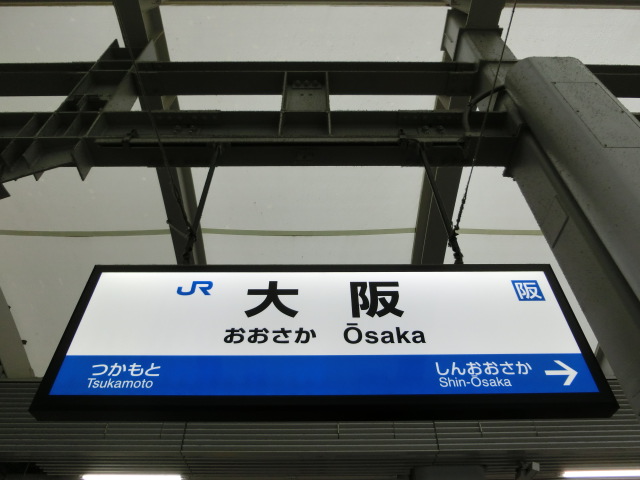 JR 大阪 阪
おおさか Ōsaka
つかもと しんおおさか →
Tsukamoto Shin-Ōsaka